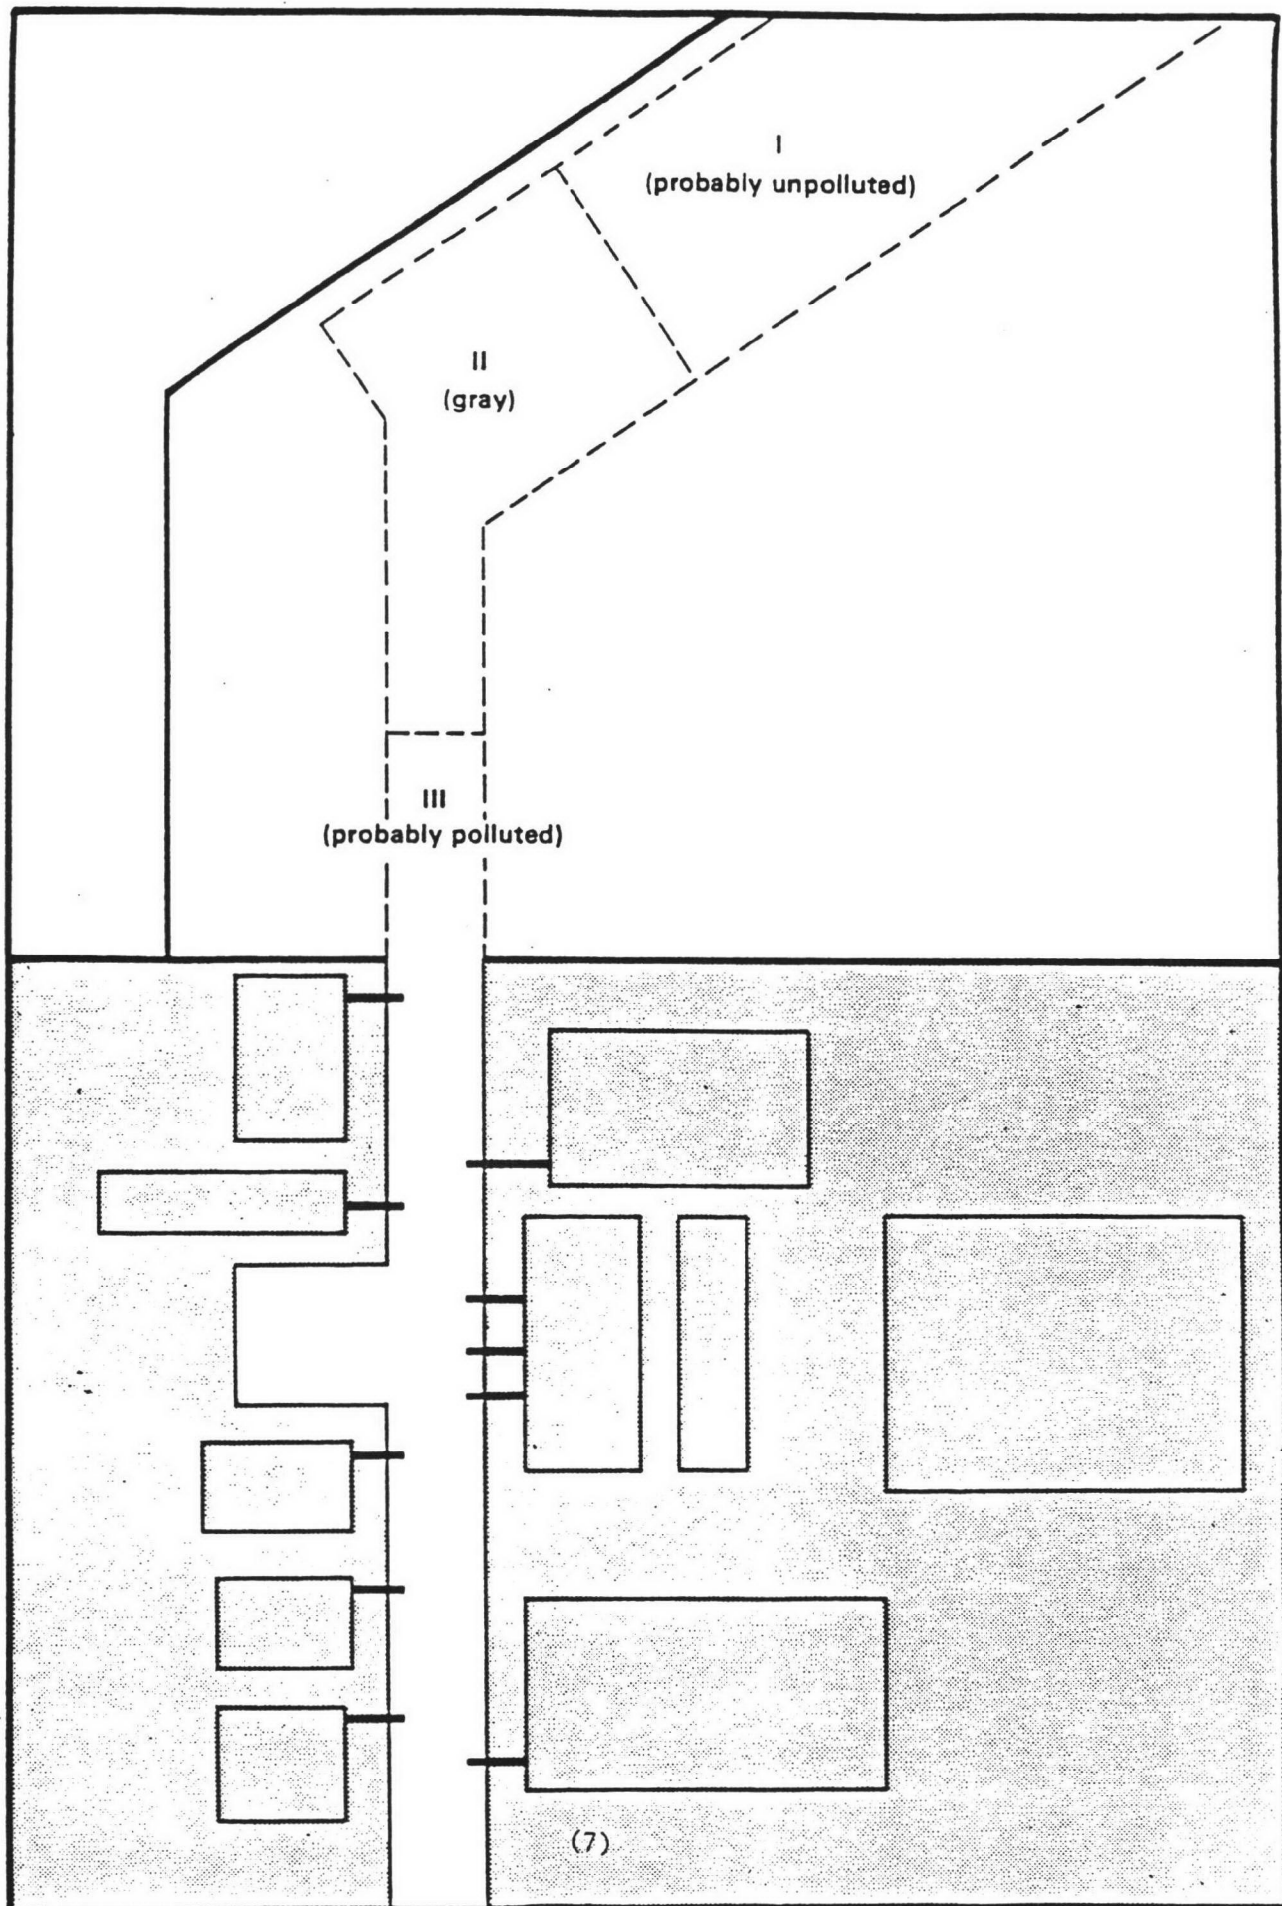 I
(probably unpolluted)
II
(gray)
III
(probably polluted)
(7)